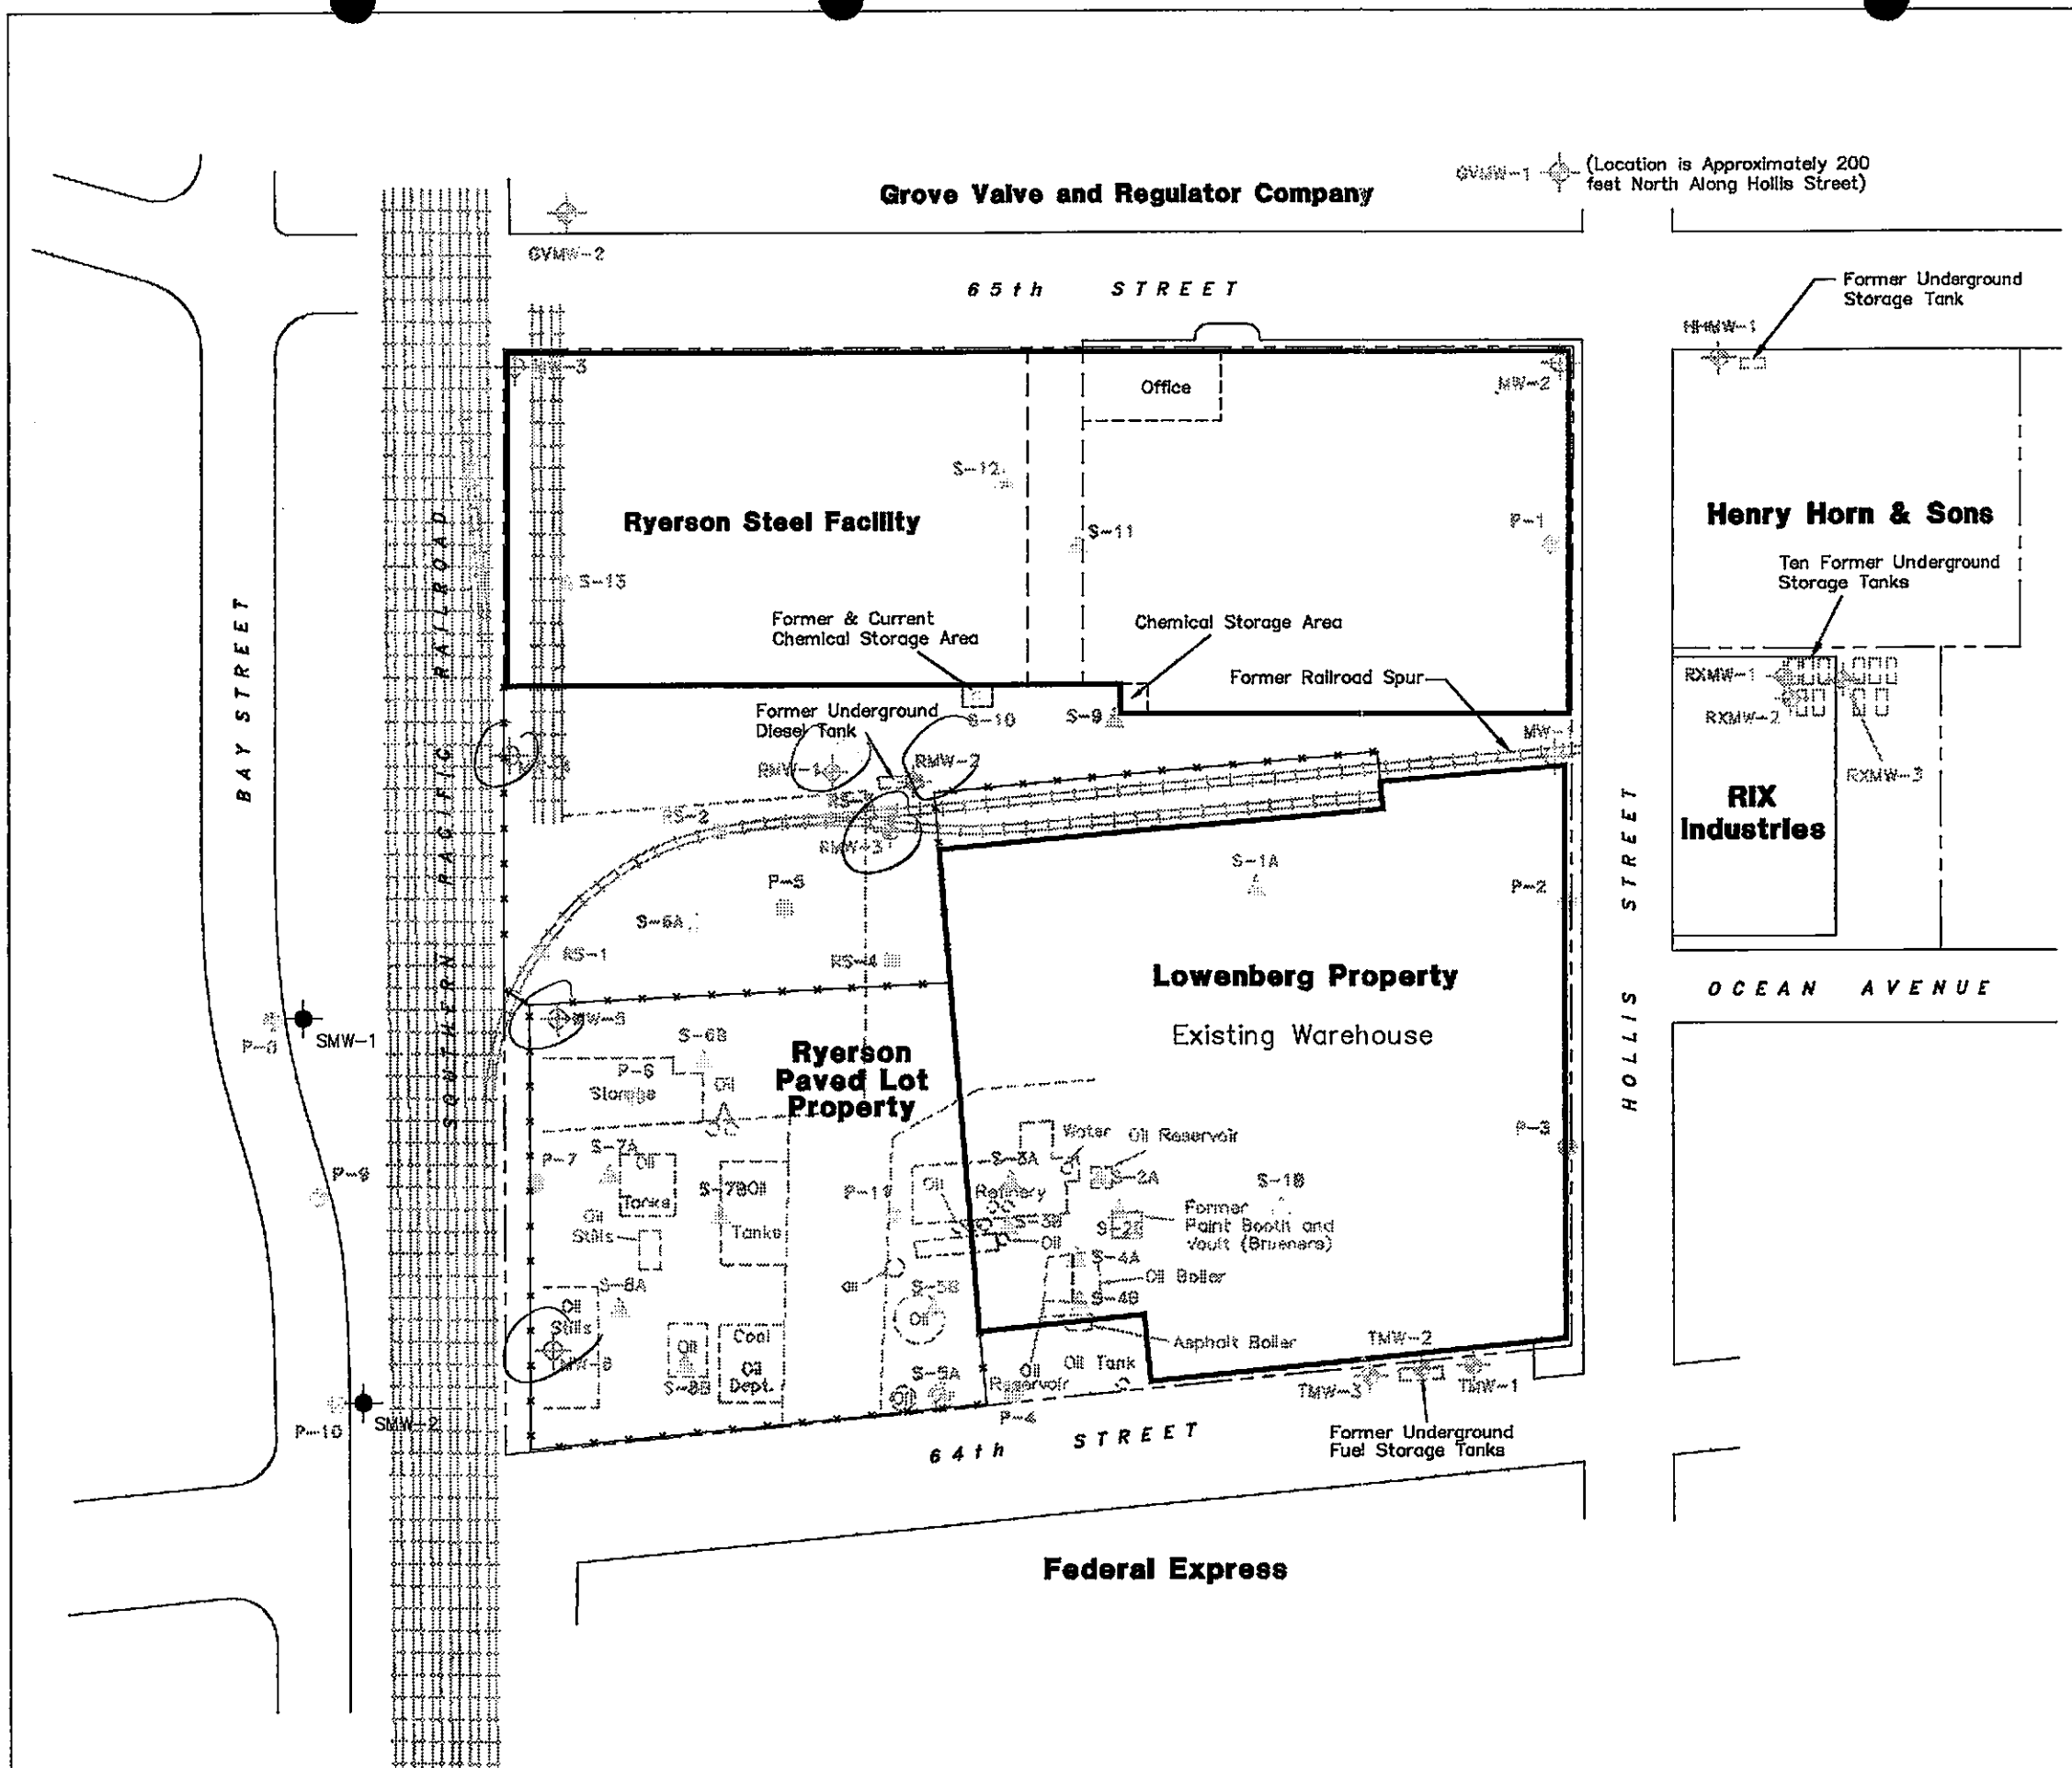 GVMW-1
(Location is Approximately 200
feet North Along Hollis Street)
Grove Valve and Regulator Company
GVMW-2
65th STREET
Former Underground
Storage Tank
HHMW-1
MW-3
Office
MW-2
S-12
Ryerson Steel Facility
S-11
P-1
Henry Horn & Sons
Ten Former Underground
Storage Tanks
S-13
BAY STREET
SOUTHERN PACIFIC RAILROAD
Former & Current
Chemical Storage Area
Chemical Storage Area
Former Railroad Spur
RXMW-1
RXMW-2
RXMW-3
Former Underground
Diesel Tank
S-10
S-9
MW-1
RMW-1
RMW-2
RS-2
RMW-3
RIX
Industries
HOLLIS STREET
S-1A
P-2
P-5
S-6A
RS-1
RS-4
Lowenberg Property
Existing Warehouse
OCEAN AVENUE
P-8
SMW-1
MW-5
S-6B
Ryerson
Paved Lot
Property
P-6
Storage
Oil
P-3
Water
Oil Reservoir
S-7A
Oil
Tanks
P-7
S-7B
Oil
Tanks
P-11
Oil
S-3A
Refinery
S-2A
S-1B
P-9
Oil
Stills
S-3B
Oil
Former
Paint Booth and
Vault (Brueners)
S-4A
Oil Boiler
S-4B
Oil
S-5B
Oil
S-8A
Oil
Stills
Oil
S-8B
Coal
Oil
Dept.
Asphalt Boiler
Oil Tank
Oil
Reservoir
S-5A
Oil
P-4
TMW-2
TMW-3
TMW-1
P-10
SMW-2
Former Underground
Fuel Storage Tanks
64th STREET
Federal Express